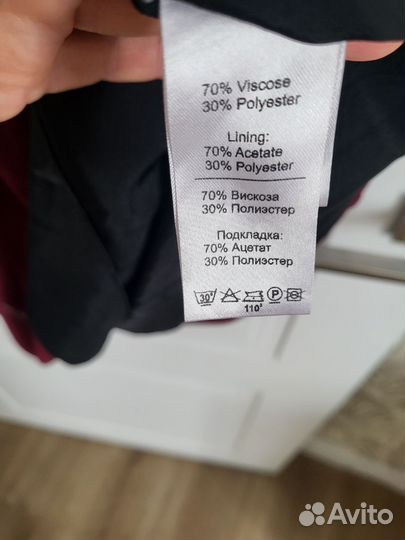 70% Viscose
30% Polyester
Lining:
70% Acetate
30% Polyester
70% Вискоза
30% Полиэстер
Подкладка:
70% Ацетат
30% Полиэстер
30° P
110°
Avito